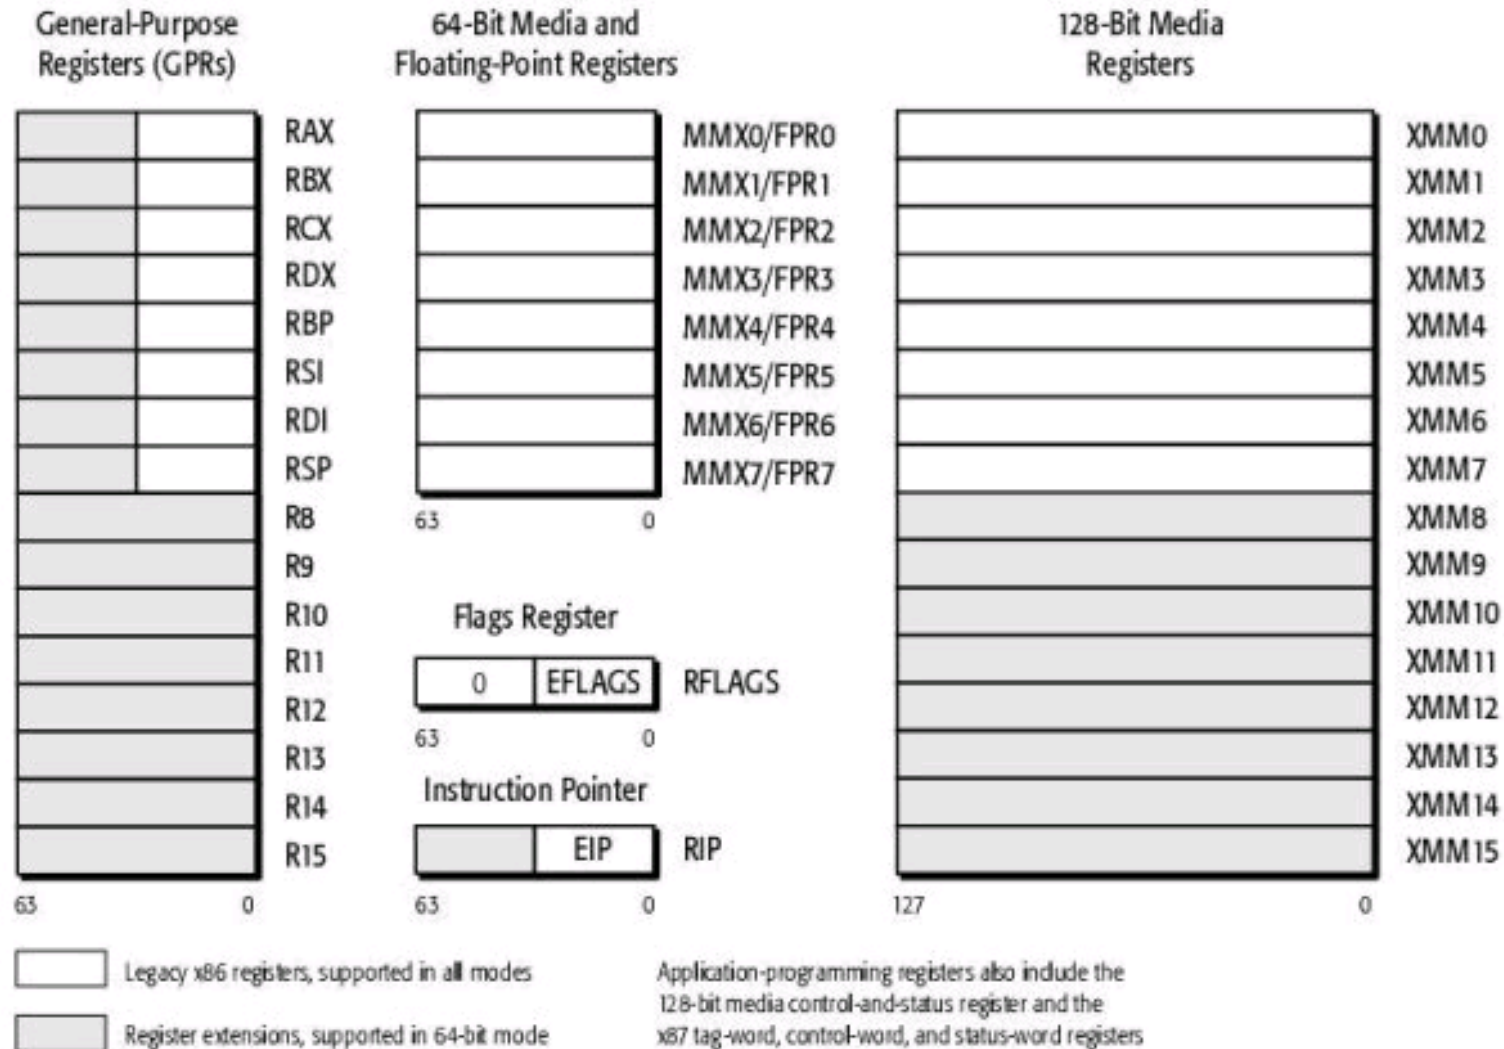 General-Purpose
Registers (GPRs)
RAX
RBX
RCX
RDX
RBP
RSI
RDI
RSP
R8
R9
R10
R11
R12
R13
R14
R15
63 0
64-Bit Media and
Floating-Point Registers
MMX0/FPR0
MMX1/FPR1
MMX2/FPR2
MMX3/FPR3
MMX4/FPR4
MMX5/FPR5
MMX6/FPR6
MMX7/FPR7
63 0
Flags Register
0 EFLAGS RFLAGS
63 0
Instruction Pointer
EIP RIP
63 0
128-Bit Media
Registers
XMM0
XMM1
XMM2
XMM3
XMM4
XMM5
XMM6
XMM7
XMM8
XMM9
XMM10
XMM11
XMM12
XMM13
XMM14
XMM15
127 0
Legacy x86 registers, supported in all modes
Register extensions, supported in 64-bit mode
Application-programming registers also include the
128-bit media control-and-status register and the
x87 tag-word, control-word, and status-word registers